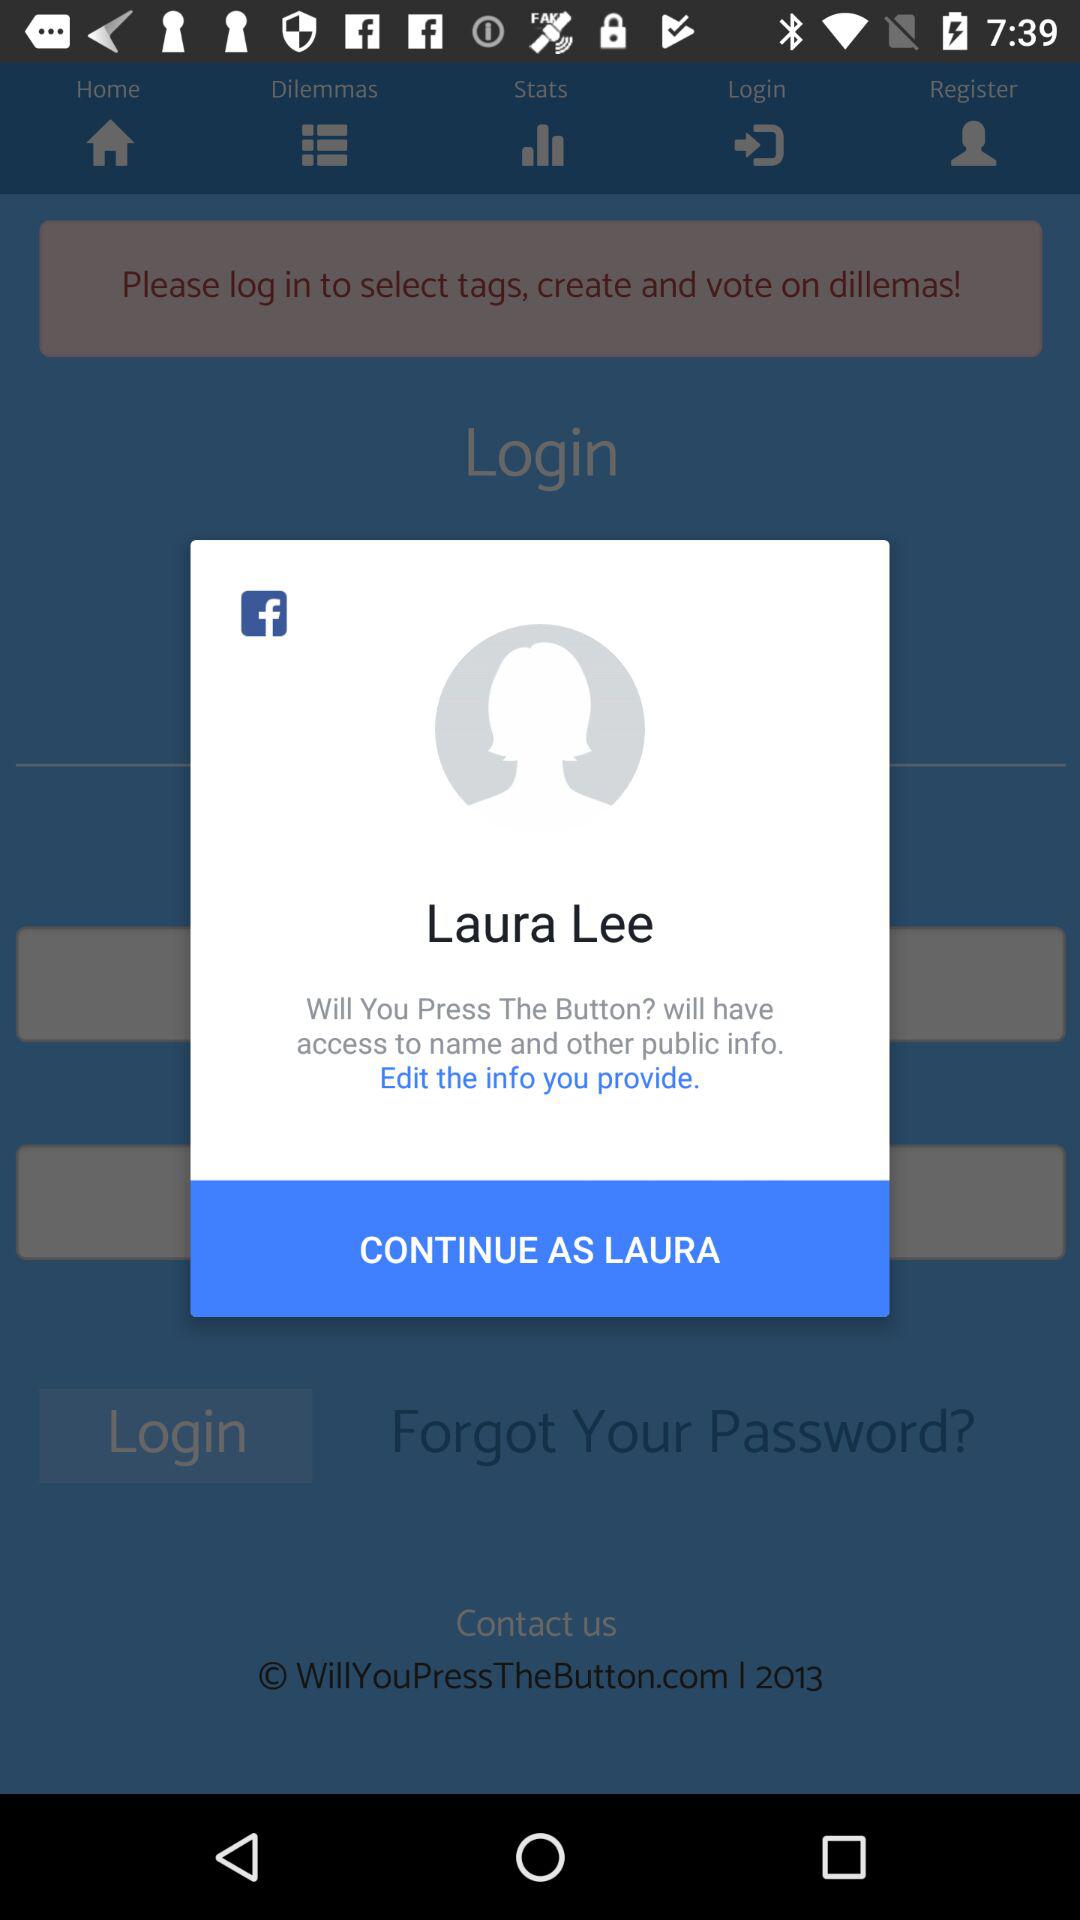 FAKE
7:39
Home Dilemmas Stats Login Register
Please log in to select tags, create and vote on dillemas!
Login
Laura Lee
Will You Press The Button? will have
access to name and other public info.
Edit the info you provide.
CONTINUE AS LAURA
Login Forgot Your Password?
Contact us
© WillYouPressTheButton.com | 2013